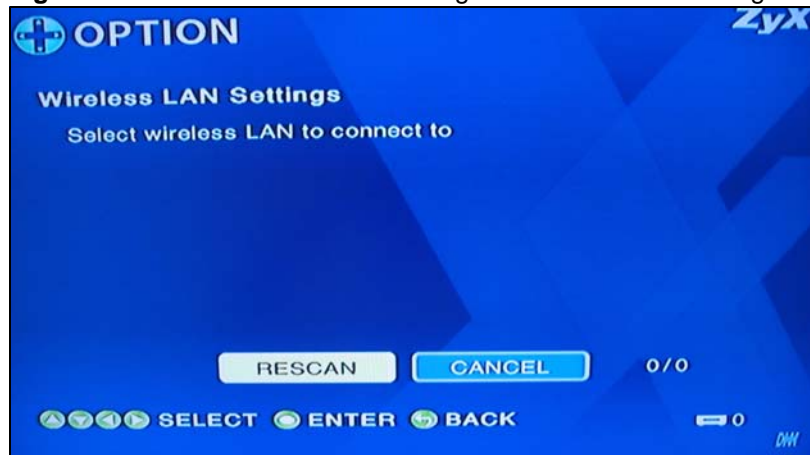 OPTION
ZyX
Wireless LAN Settings
Select wireless LAN to connect to
RESCAN
CANCEL
0/0
SELECT
ENTER
BACK
0